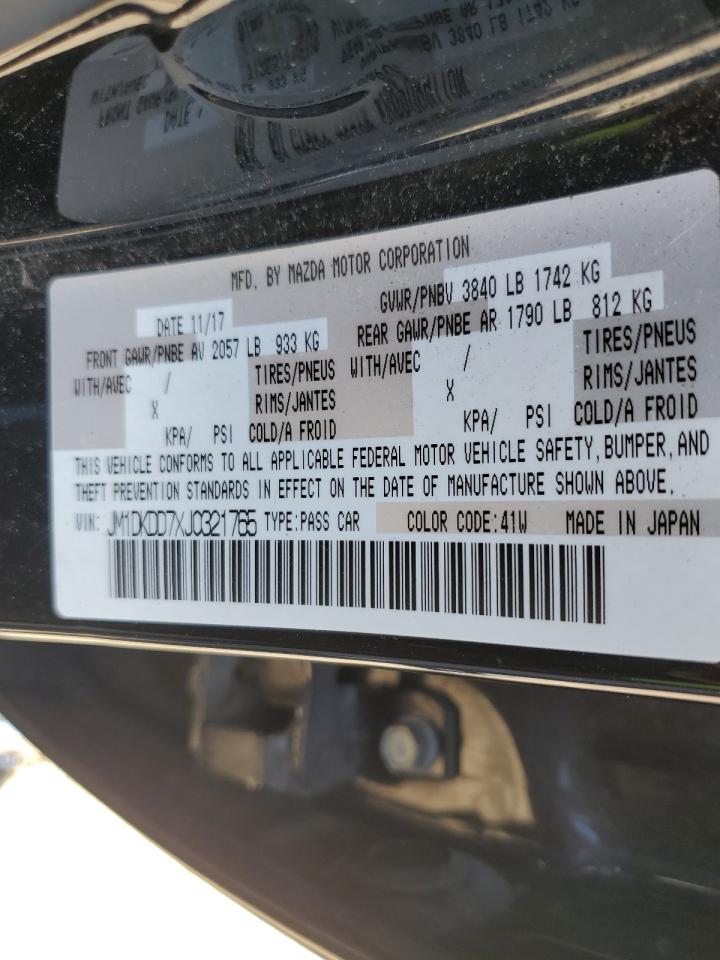 MFD. BY MAZDA MOTOR CORPORATION
DATE 11/17 GVWR/PNBV 3840 LB 1742 KG
FRONT GAWR/PNBE AV 2057 LB 933 KG REAR GAWR/PNBE AR 1790 LB 812 KG
WITH/AVEC / TIRES/PNEUS WITH/AVEC / TIRES/PNEUS
X RIMS/JANTES X RIMS/JANTES
KPA/ PSI COLD/A FROID KPA/ PSI COLD/A FROID
THIS VEHICLE CONFORMS TO ALL APPLICABLE FEDERAL MOTOR VEHICLE SAFETY, BUMPER, AND
THEFT PREVENTION STANDARDS IN EFFECT ON THE DATE OF MANUFACTURE SHOWN ABOVE.
VIN: JM1DKDD7XJ0321765 TYPE:PASS CAR COLOR CODE:41W MADE IN JAPAN